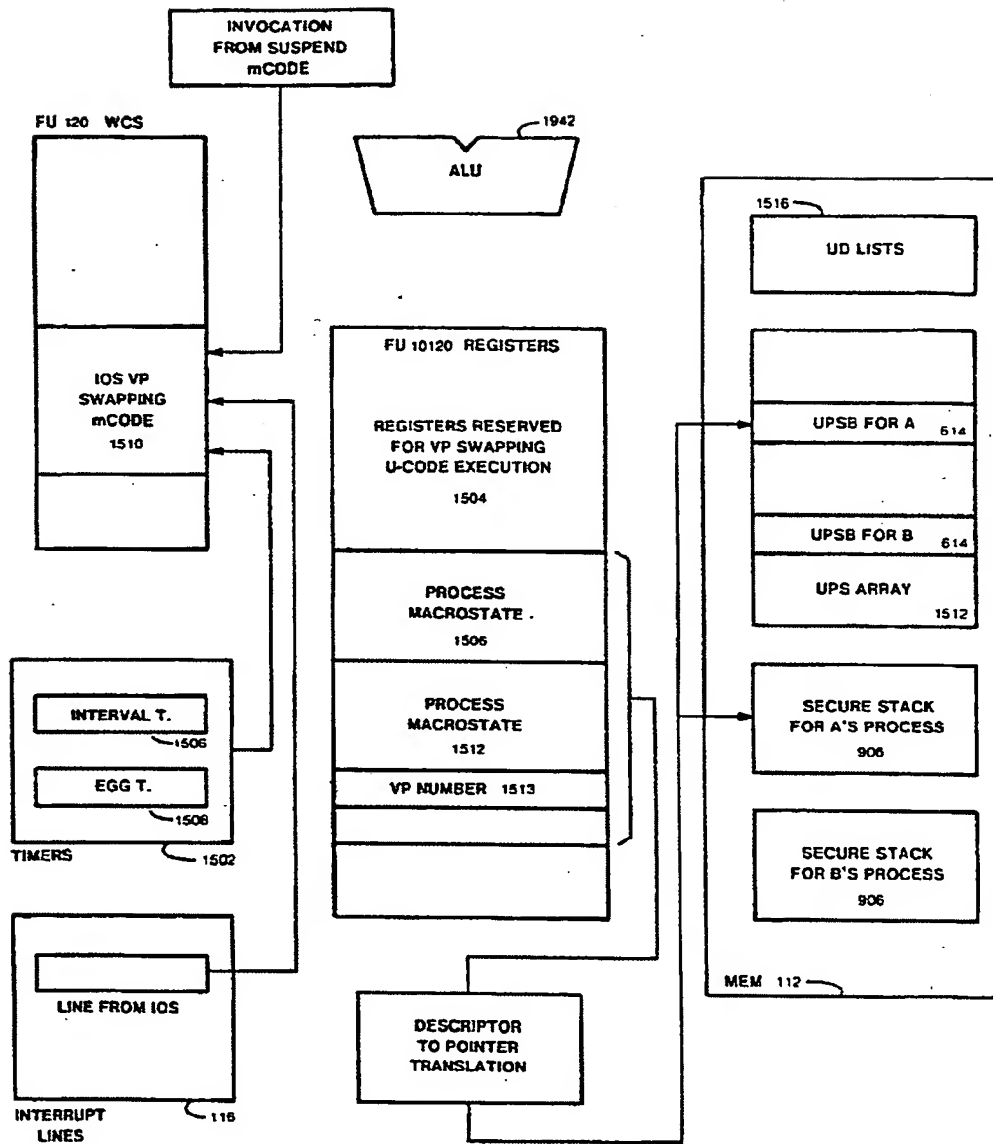 INVOCATION
FROM SUSPEND
mCODE
FU 120 WCS
IOS VP
SWAPPING
mCODE
1510
1942
ALU
FU 10120 REGISTERS
REGISTERS RESERVED
FOR VP SWAPPING
U-CODE EXECUTION
1504
PROCESS
MACROSTATE
1506
PROCESS
MACROSTATE
1512
VP NUMBER 1513
INTERVAL T.
1506
EGG T.
1508
TIMERS
1502
LINE FROM IOS
INTERRUPT
LINES
116
DESCRIPTOR
TO POINTER
TRANSLATION
1516
UD LISTS
UPSB FOR A 614
UPSB FOR B 614
UPS ARRAY
1512
SECURE STACK
FOR A'S PROCESS
906
SECURE STACK
FOR B'S PROCESS
906
MEM 112